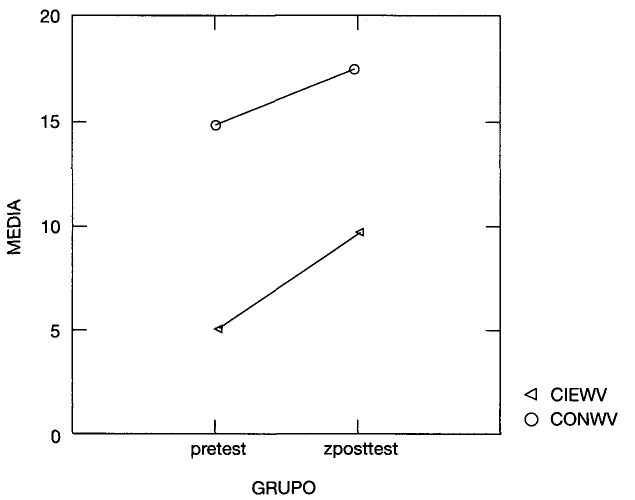 20
15
10
5
0
MEDIA
pretest
zposttest
GRUPO
CIEWV
CONWV